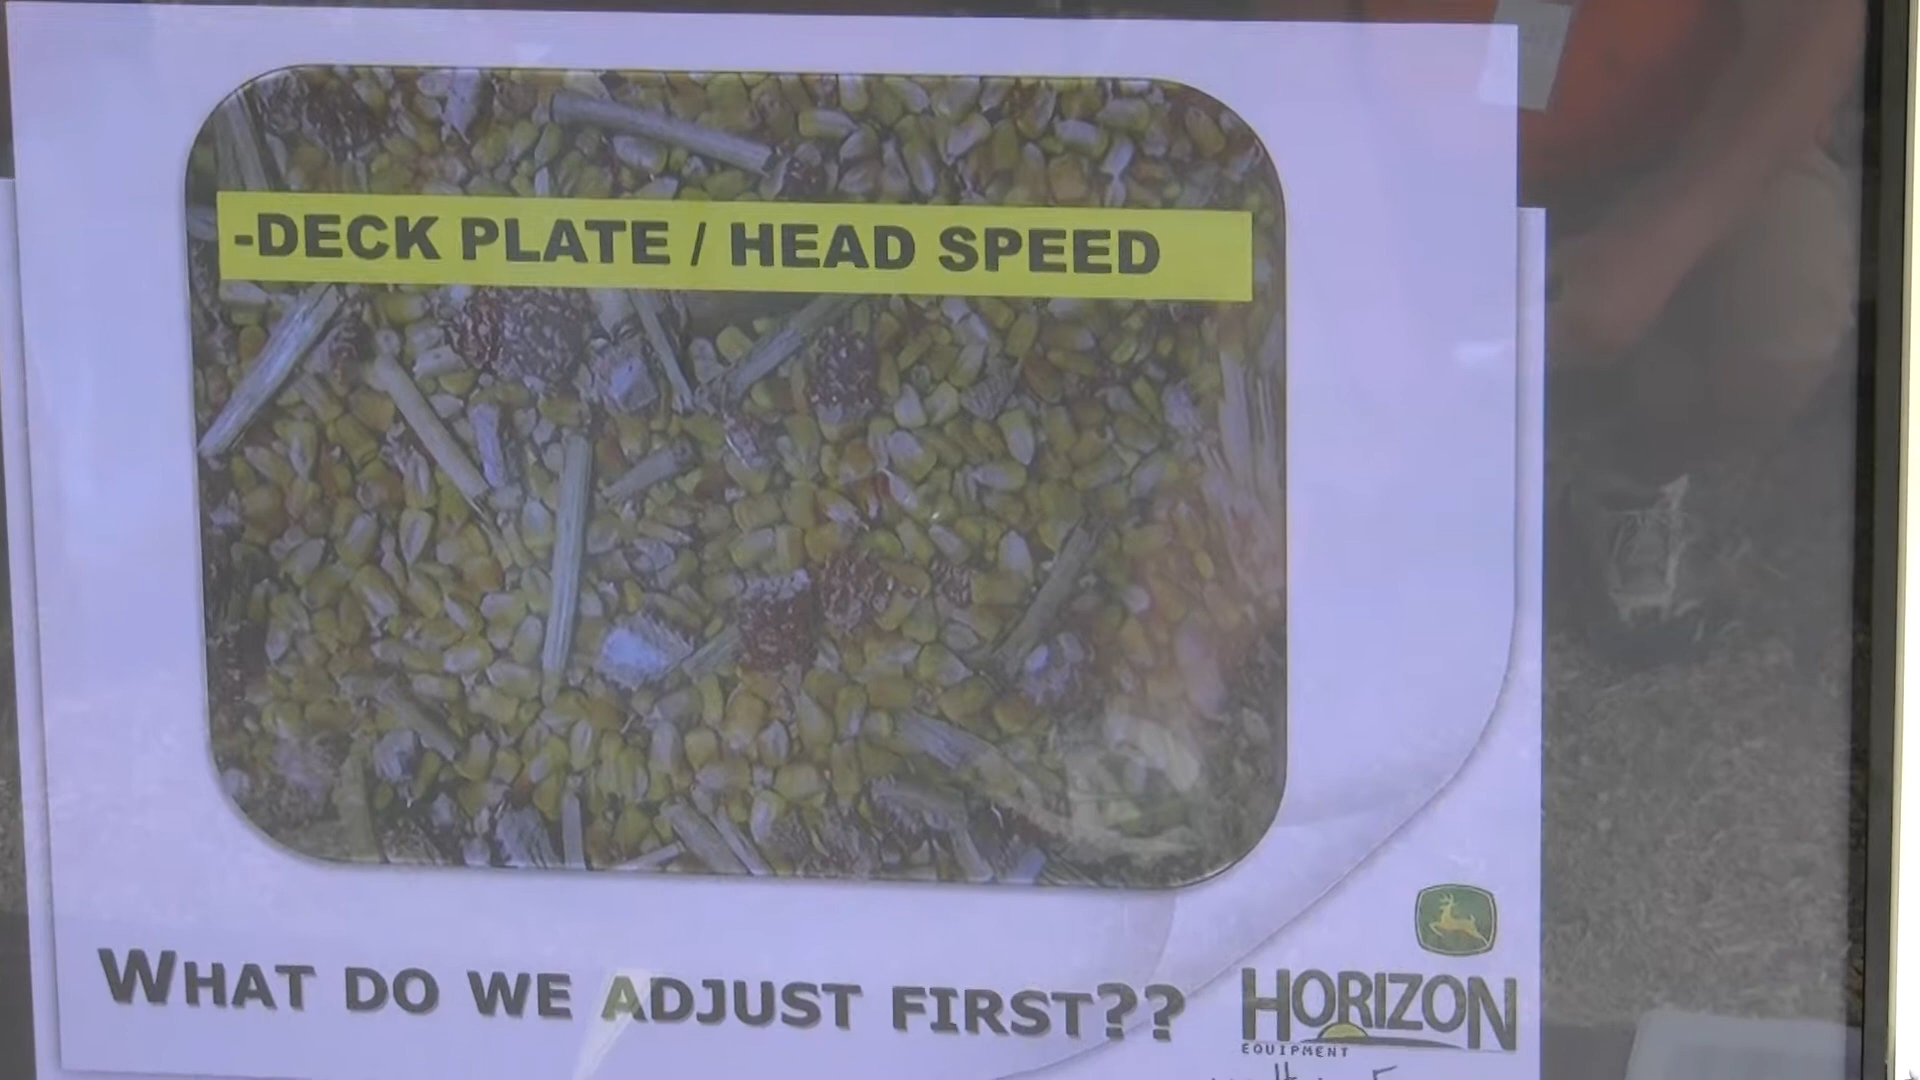 -DECK PLATE / HEAD SPEED
WHAT DO WE ADJUST FIRST??
HORIZON
EQUIPMENT